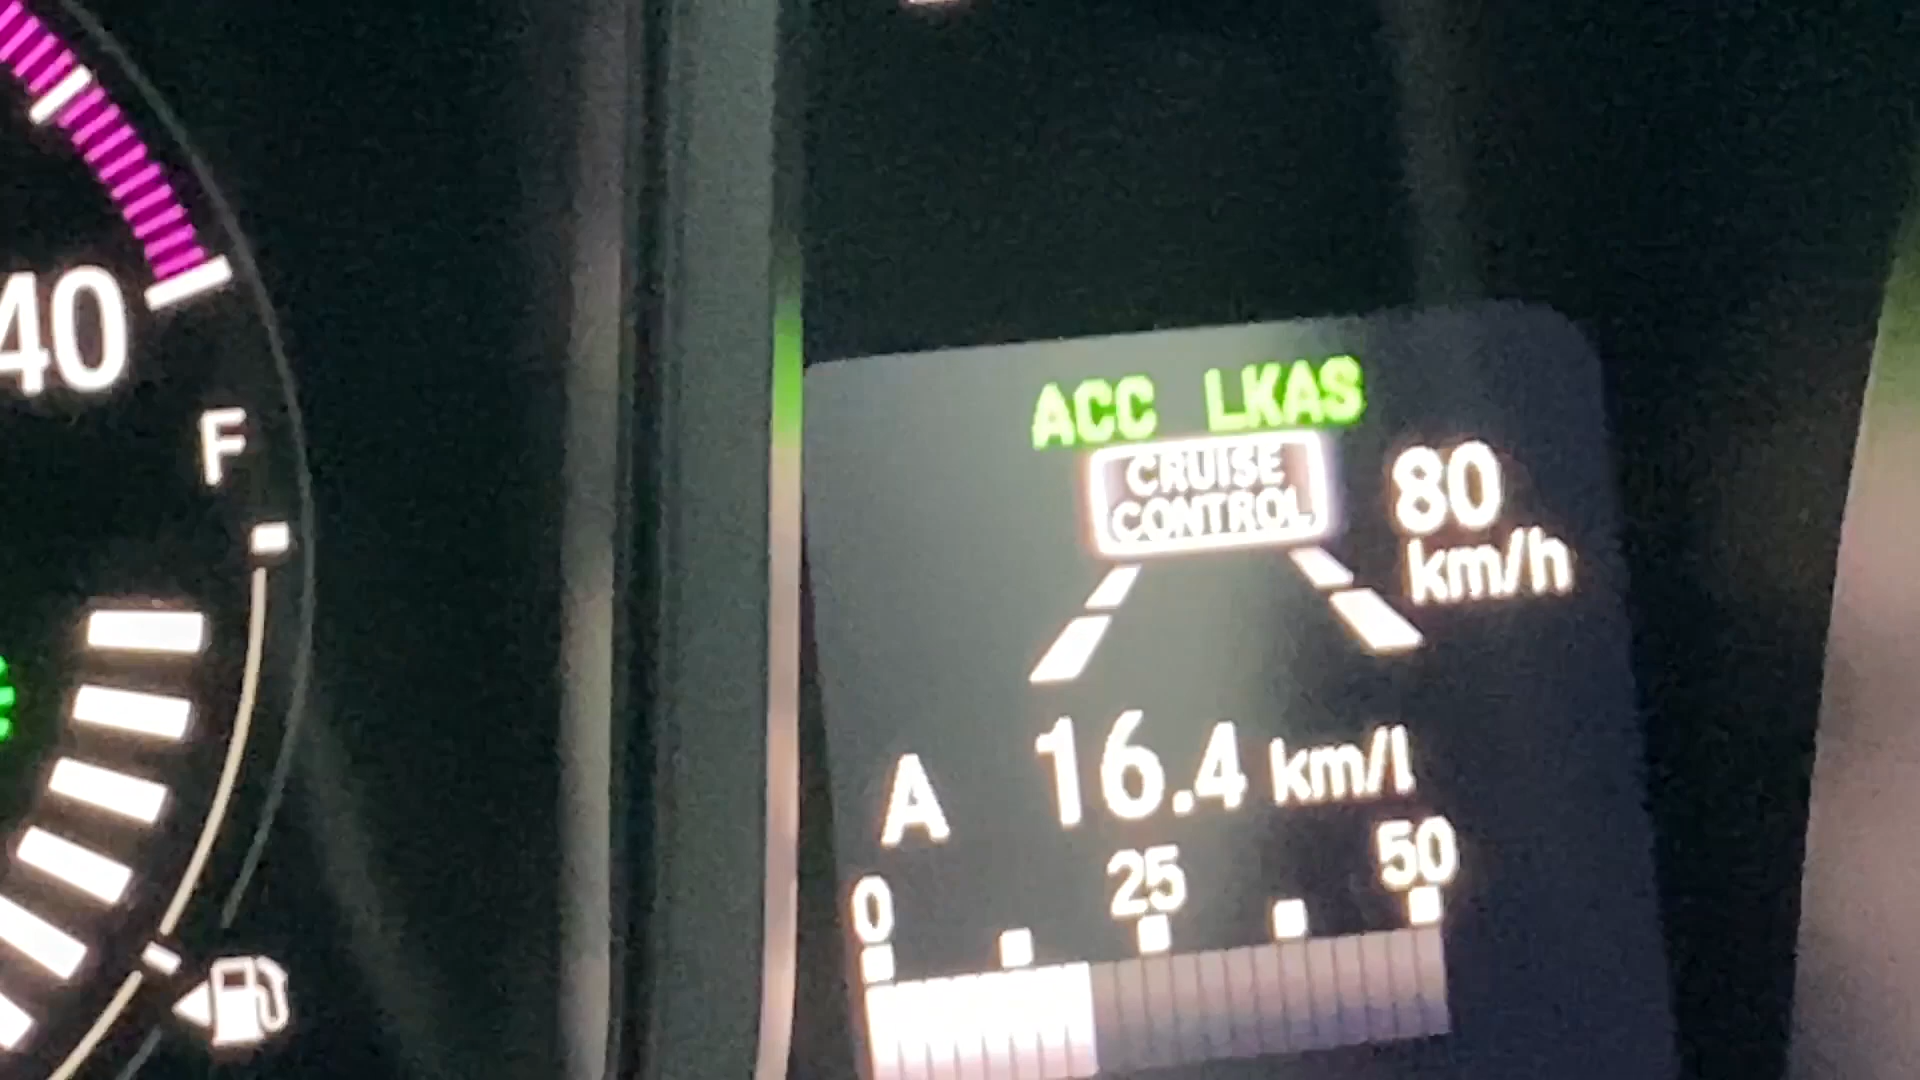 40
F
ACC LKAS
CRUISE
CONTROL
80
km/h
A 16.4 km/l
0 25 50